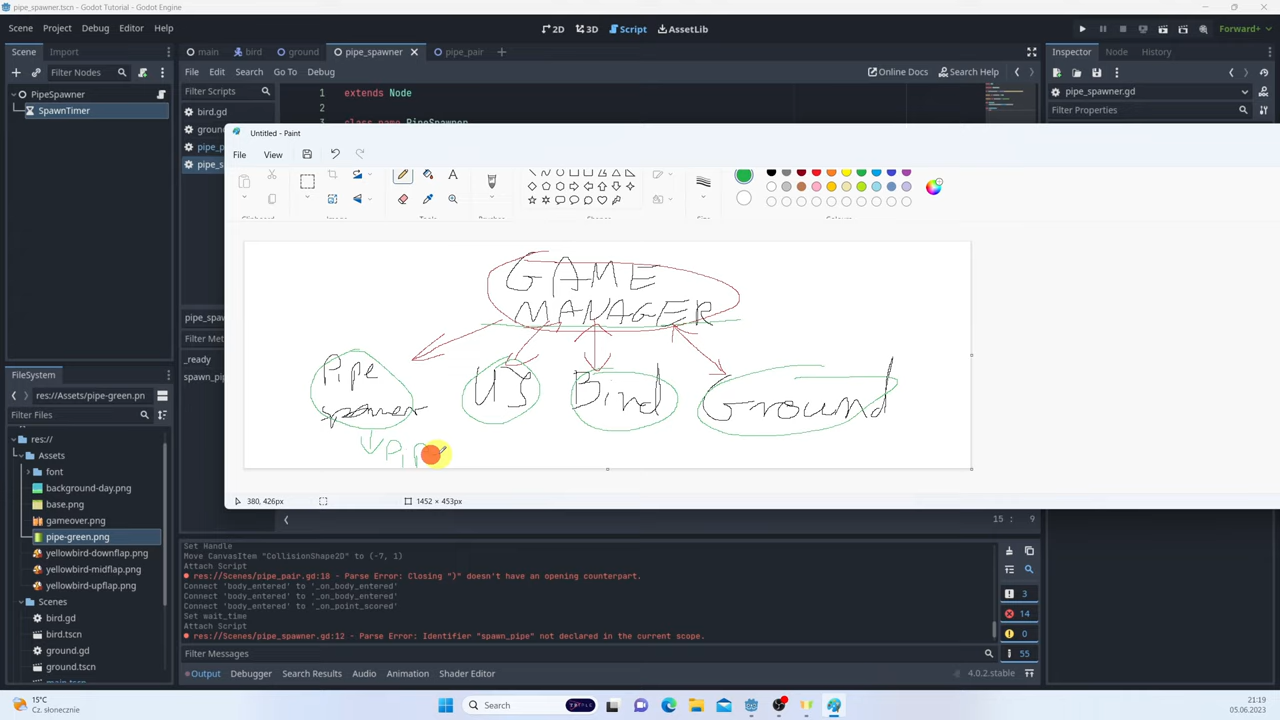 pipe_spawner.tscn - Godot Engine
Scene Project Debug Editor Help
2D 3D Script AssetLib
Forward+
Scene Import
main bird ground pipe_spawner pipe_pair
Inspector Node History
Filter Nodes
File Edit Search Go To Debug
Online Docs Search Help
PipeSpawner
SpawnTimer
Filter Scripts
bird.gd
1 extends Node
2
pipe_spawner.gd
Filter Properties
Untitled - Paint
File View
GAME
MANAGER
Pipe
spawner
Bird
Ground
_ready
FileSystem
res://Assets/pipe-green.pn
Filter Files
res://
Assets
font
background-day.png
base.png
gameover.png
pipe-green.png
yellowbird-downflap.png
yellowbird-midflap.png
yellowbird-upflap.png
Scenes
bird.gd
bird.tscn
ground.gd
ground.tscn
380, 426px
1452 × 453px
15 : 9
Set Handle
Move CanvasItem "CollisionShape2D" to (-7, 1)
Attach Script
res://Scenes/pipe_pair.gd:18 - Parse Error: Closing "}" doesn't have an opening counterpart.
Connect 'body_entered' to '_on_body_entered'
Connect 'body_entered' to '_on_body_entered'
Connect 'body_entered' to '_on_point_scored'
Set wait_time
Attach Script
res://Scenes/pipe_spawner.gd:12 - Parse Error: Identifier "spawn_pipe" not declared in the current scope.
3
14
0
55
Filter Messages
Output Debugger Search Results Audio Animation Shader Editor
4.0.2.stable
15°C
Cz. słonecznie
Search
21:19
05.06.2023